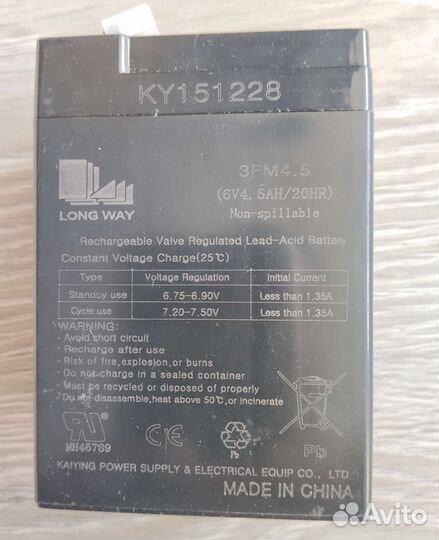 KY151228
LONG WAY
3FM4.5
(6V4.5AH/20HR)
Non-spillable
Rechargeable Valve Regulated Lead-Acid Battery
Constant Voltage Charge(25℃)
Type Voltage Regulation Initial Current
Standby use 6.75-6.90V Less than 1.35A
Cycle use 7.20-7.50V Less than 1.35A
WARNING:
- Avoid short circuit
- Recharge after use
- Risk of fire,explosion,or burns
- Do not charge in a sealed container
- Must be recycled or disposed of properly
- Do not disassemble,heat above 50℃,or incinerate
MH46789
CE
Pb
Pb
KAIYING POWER SUPPLY & ELECTRICAL EQUIP CO., LTD
MADE IN CHINA
Avito